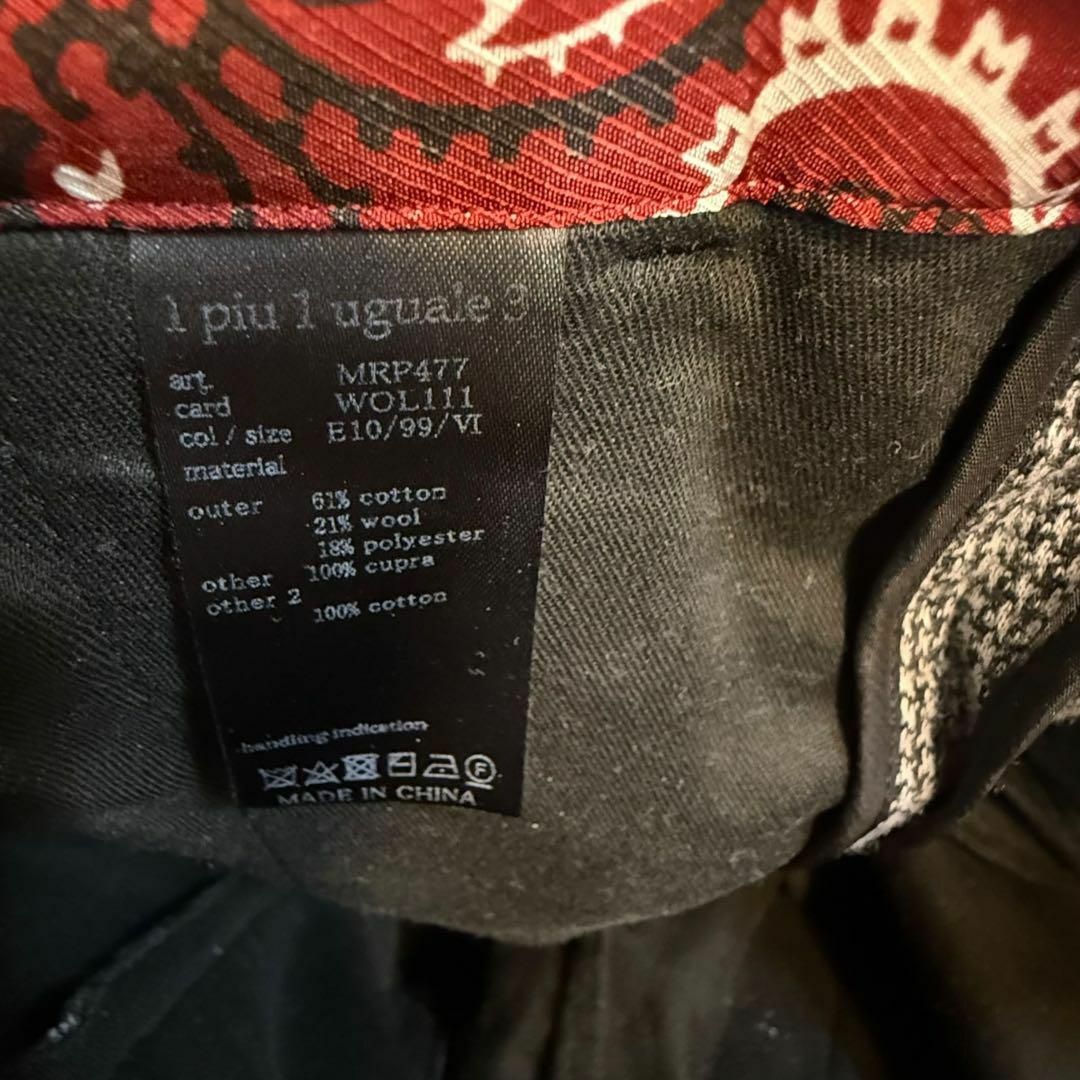 1 piu 1 uguale 3
art. MRP477
card WOL111
col / size E10/99/VI
material
outer 61% cotton
21% wool
18% polyester
other 100% cupra
other 2 100% cotton
handling indication
F
MADE IN CHINA